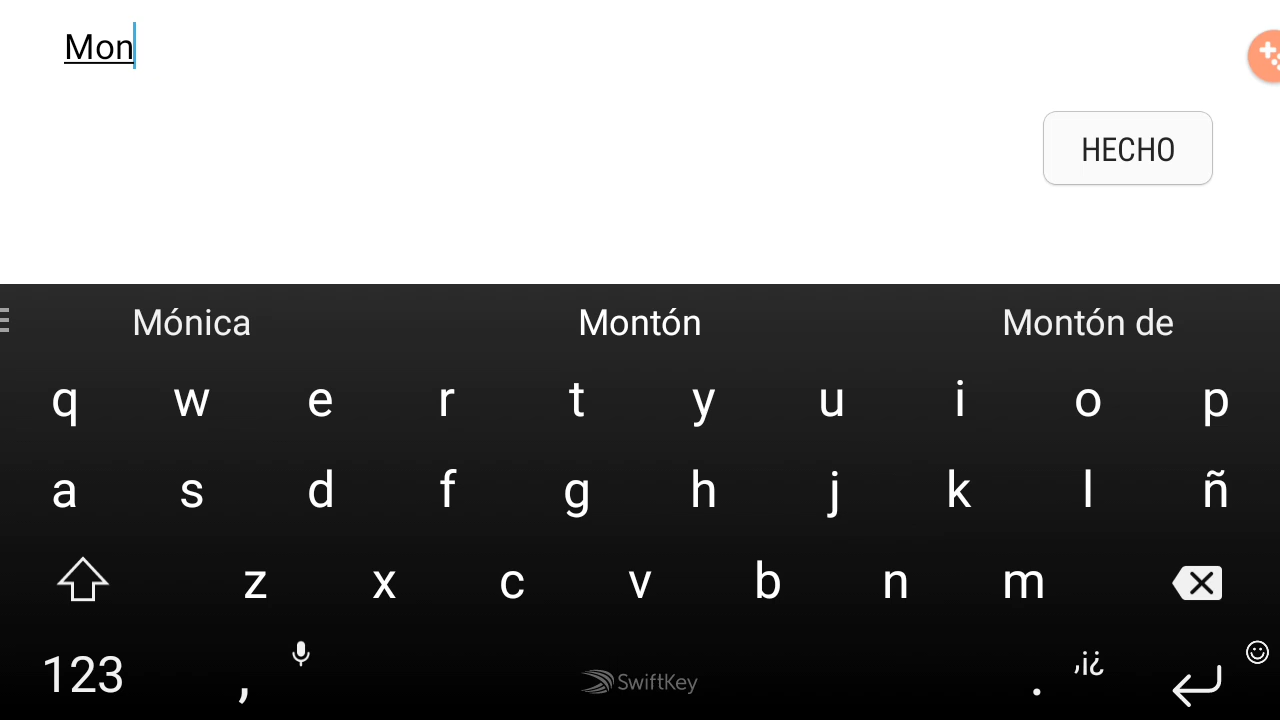 Mon
HECHO
Mónica Montón Montón de
q w e r t y u i o p
a s d f g h j k l ñ
z x c v b n m
123 , SwiftKey . ,¡¿